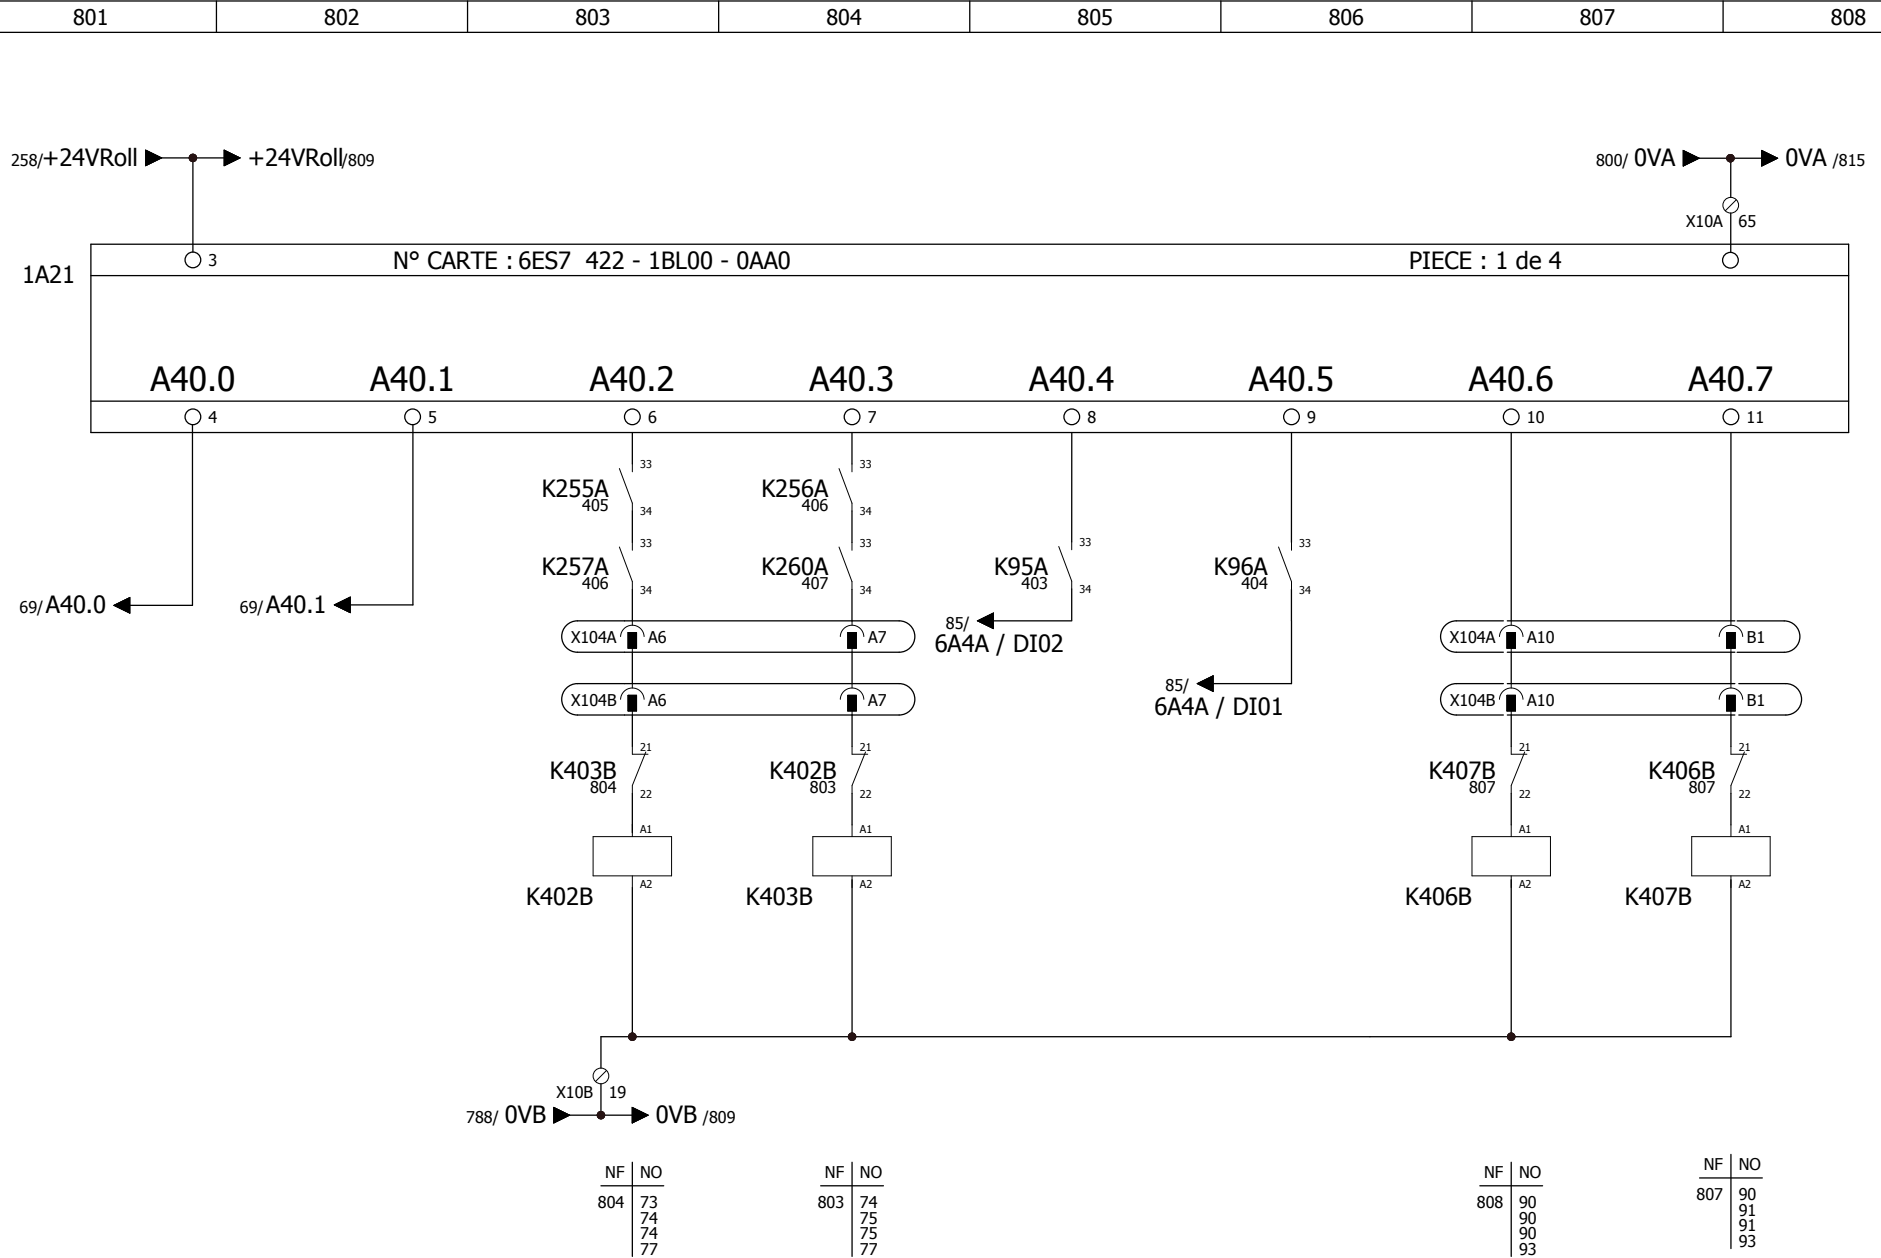 801 802 803 804 805 806 807 808
258/+24VRoll +24VRoll/809 800/ 0VA 0VA /815
X10A 65
1A21 3 N° CARTE : 6ES7 422 - 1BL00 - 0AA0 PIECE : 1 de 4
A40.0 A40.1 A40.2 A40.3 A40.4 A40.5 A40.6 A40.7
4 5 6 7 8 9 10 11
33 33
K255A K256A
405 406
34 34
33 33 33 33
K257A K260A K95A K96A
406 407 403 404
34 34 34 34
69/ A40.0 69/ A40.1
85/
6A4A / DI02
X104A A6 A7 X104A A10 B1
85/
6A4A / DI01
X104B A6 A7 X104B A10 B1
21 21 21 21
K403B K402B K407B K406B
804 803 807 807
22 22 22 22
A1 A1 A1 A1
A2 A2 A2 A2
K402B K403B K406B K407B
X10B 19
788/ 0VB 0VB /809
NF NO NF NO NF NO NF NO
804 73 803 74 808 90 807 90
74 75 90 91
74 75 90 91
77 77 93 93